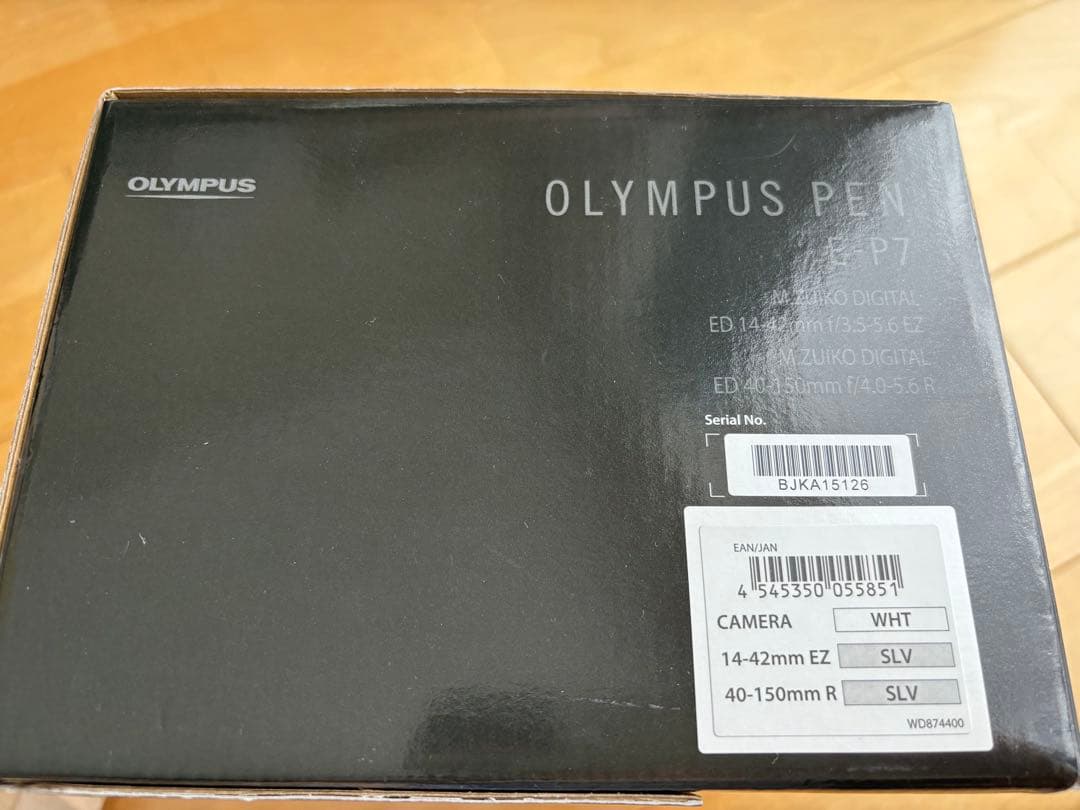 OLYMPUS
OLYMPUS PEN
E-P7
M.ZUIKO DIGITAL
ED 14-42mm f/3.5-5.6 EZ
M.ZUIKO DIGITAL
ED 40-150mm f/4.0-5.6 R
Serial No.
BJKA15126
EAN/JAN
4 545350 055851
CAMERA WHT
14-42mm EZ SLV
40-150mm R SLV
WD874400